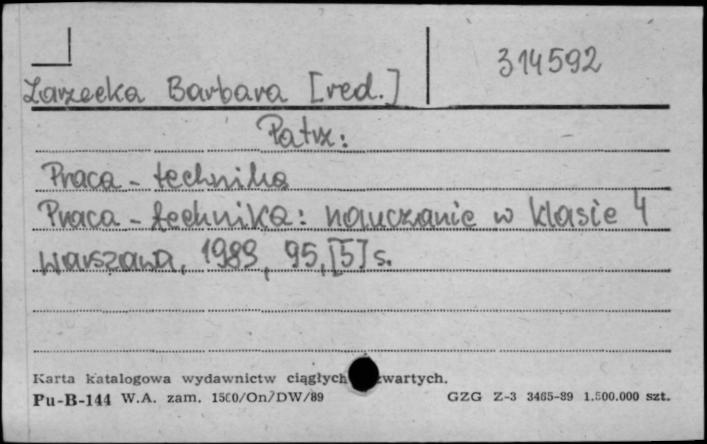 314592
Zarzecka Barbara [red.]
Patrz:
Praca - technika
Praca - technika: nauczanie w klasie 4
Warszawa, 1989, 95,[5] s.
Karta katalogowa wydawnictw ciągłych wartych.
Pu-B-144 W.A. zam. 1500/On/DW/89 GZG Z-3 3465-89 1.500.000 szt.